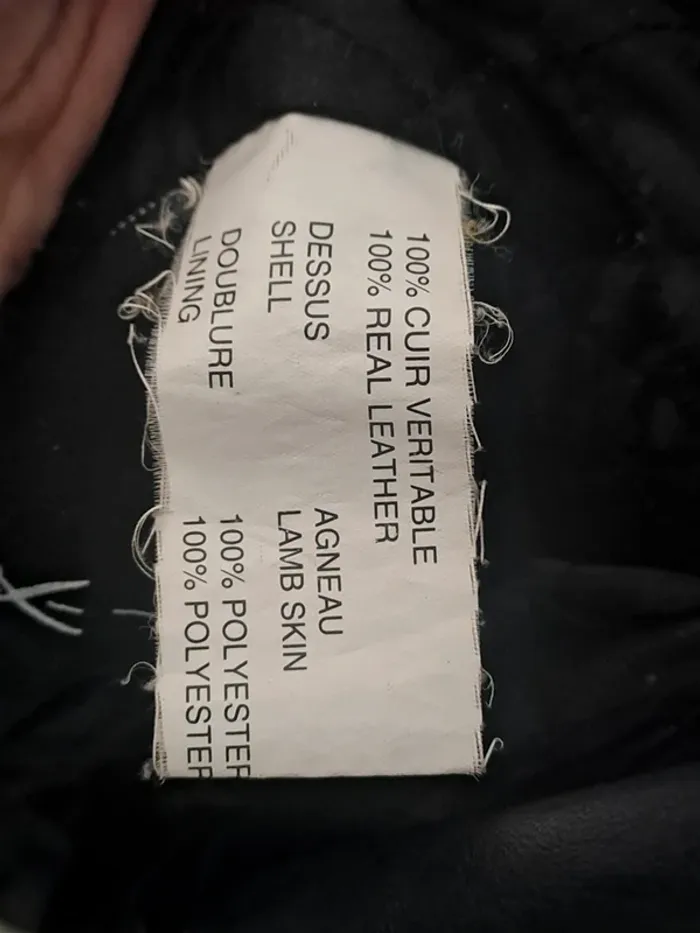 100% CUIR VERITABLE
100% REAL LEATHER
DESSUS AGNEAU
SHELL LAMB SKIN
DOUBLURE 100% POLYESTER
LINING 100% POLYESTER